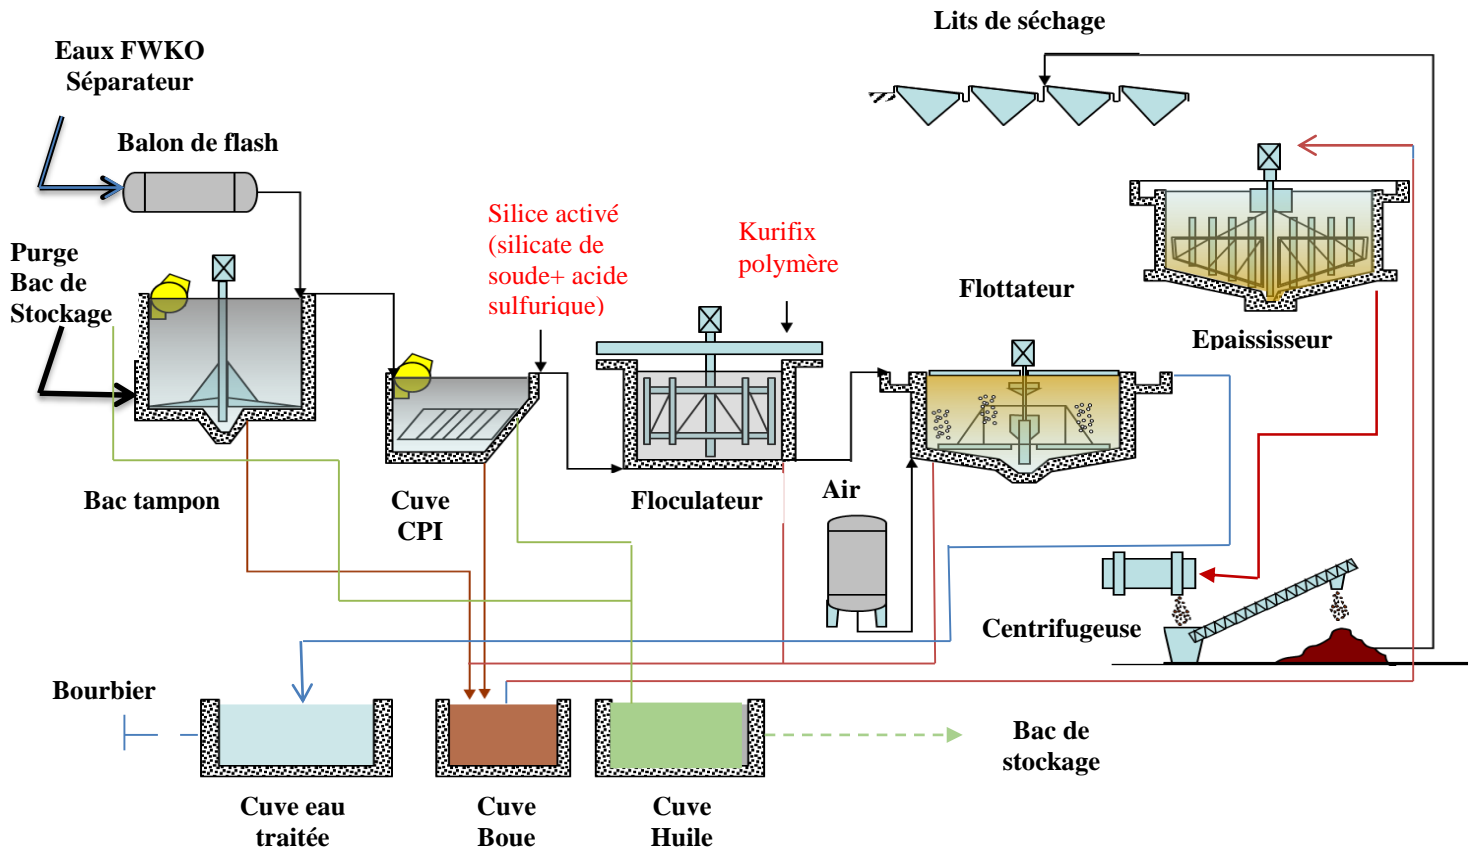 Lits de séchage
Eaux FWKO
Séparateur
Balon de flash
Silice activé
(silicate de
soude+ acide
sulfurique)
Kurifix
polymère
Purge
Bac de
Stockage
Flottateur
Epaississeur
Bac tampon
Cuve
CPI
Floculateur
Air
Centrifugeuse
Bourbier
Bac de
stockage
Cuve eau
traitée
Cuve
Boue
Cuve
Huile